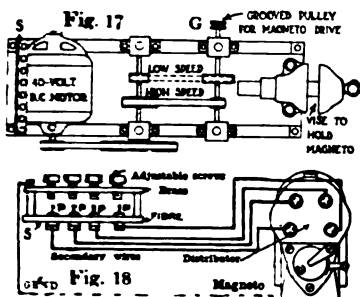 Fig. 17
G
GROOVED PULLEY
FOR MAGNETO DRIVE
S
LOW SPEED
HIGH SPEED
40-VOLT
D.C. MOTOR
VISE TO
HOLD
MAGNETO
Adjustable screws
Brass
P P P P
FIBRE
S
Distributor
Secondary wires
GR'D
Fig. 18
Magneto